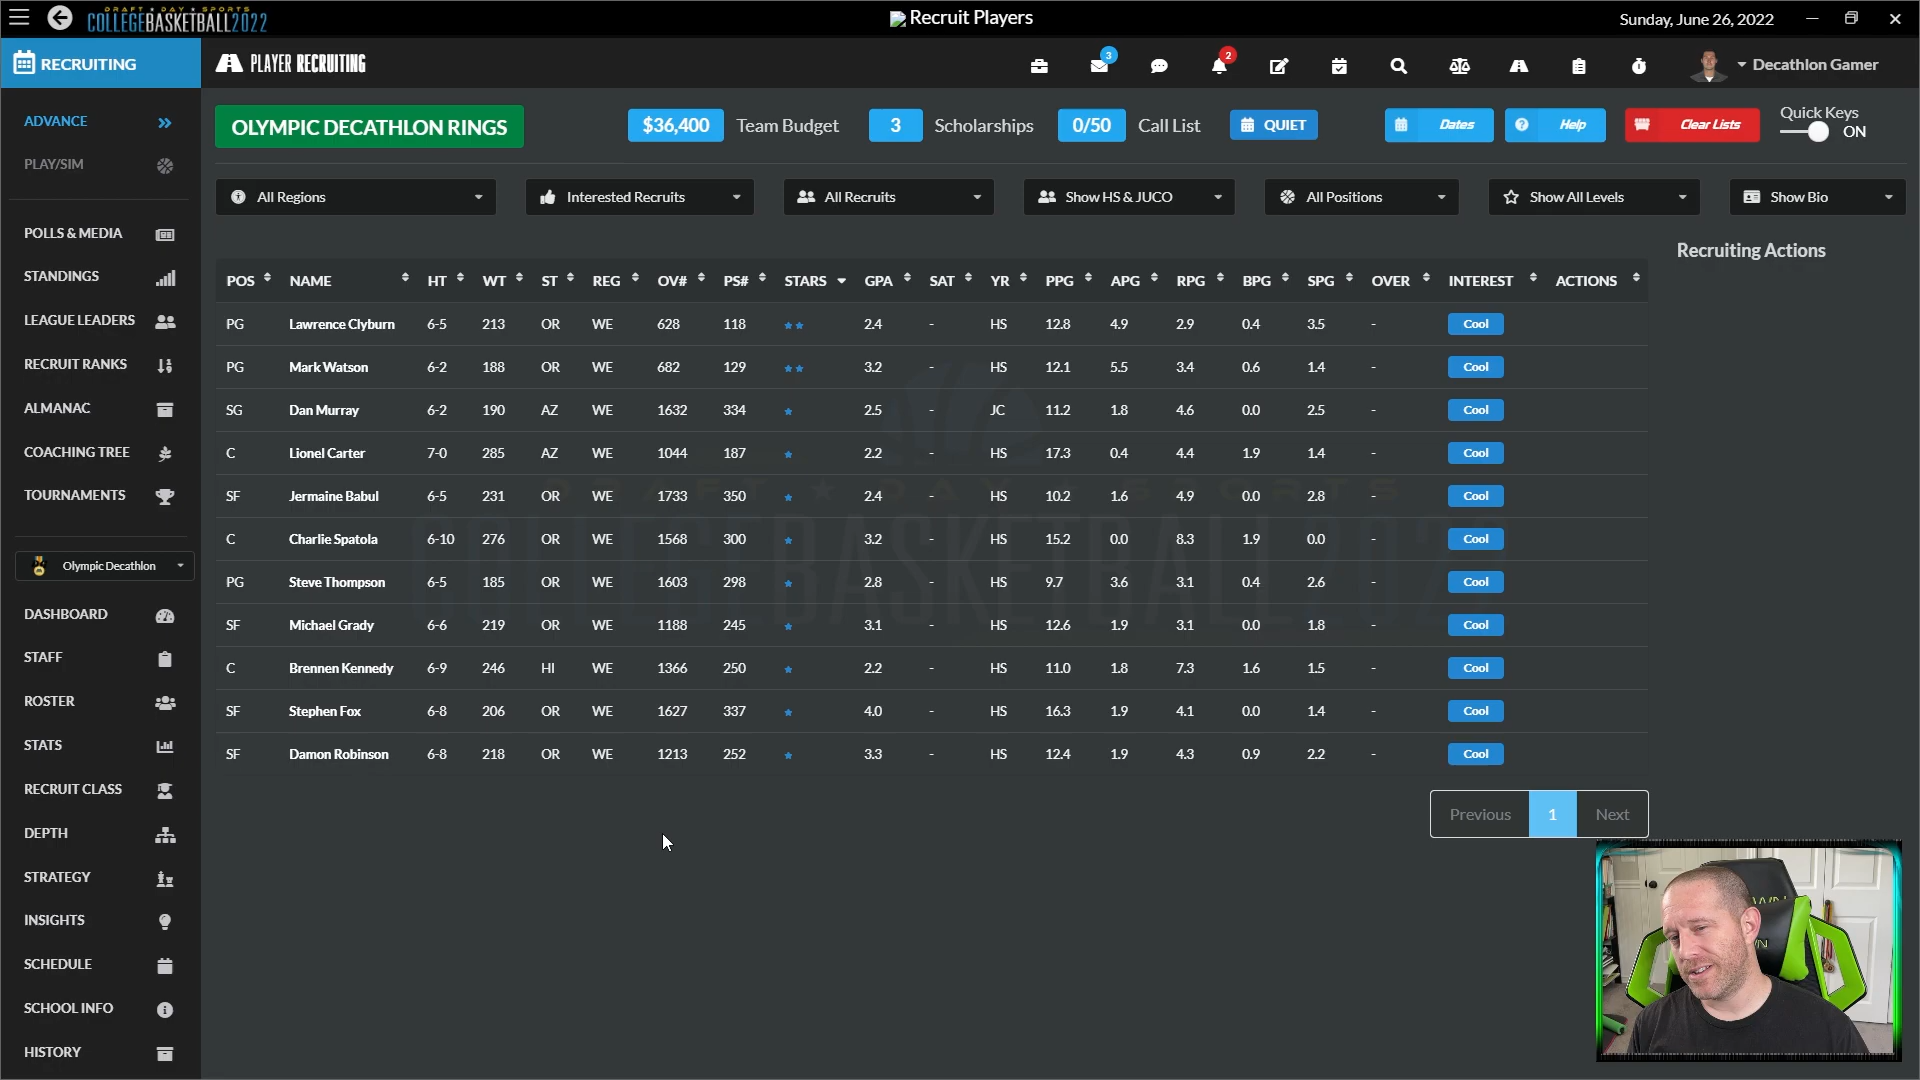 DRAFT • DAY • SPORTS
COLLEGEBASKETBALL2022
Recruit Players
Sunday, June 26, 2022
RECRUITING
PLAYER RECRUITING
3
2
Decathlon Gamer
ADVANCE
PLAY/SIM
POLLS & MEDIA
STANDINGS
LEAGUE LEADERS
RECRUIT RANKS
ALMANAC
COACHING TREE
TOURNAMENTS
Olympic Decathlon
DASHBOARD
STAFF
ROSTER
STATS
RECRUIT CLASS
DEPTH
STRATEGY
INSIGHTS
SCHEDULE
SCHOOL INFO
HISTORY
OLYMPIC DECATHLON RINGS
$36,400 Team Budget 3 Scholarships 0/50 Call List QUIET Dates Help Clear Lists Quick Keys ON
All Regions Interested Recruits All Recruits Show HS & JUCO All Positions Show All Levels Show Bio
Recruiting Actions
POS NAME HT WT ST REG OV# PS# STARS GPA SAT YR PPG APG RPG BPG SPG OVER INTEREST ACTIONS
PG Lawrence Clyburn 6-5 213 OR WE 628 118 2.4 - HS 12.8 4.9 2.9 0.4 3.5 - Cool
PG Mark Watson 6-2 188 OR WE 682 129 3.2 - HS 12.1 5.5 3.4 0.6 1.4 - Cool
SG Dan Murray 6-2 190 AZ WE 1632 334 2.5 - JC 11.2 1.8 4.6 0.0 2.5 - Cool
C Lionel Carter 7-0 285 AZ WE 1044 187 2.2 - HS 17.3 0.4 4.4 1.9 1.4 - Cool
SF Jermaine Babul 6-5 231 OR WE 1733 350 2.4 - HS 10.2 1.6 4.9 0.0 2.8 - Cool
C Charlie Spatola 6-10 276 OR WE 1568 300 3.2 - HS 15.2 0.0 8.3 1.9 0.0 - Cool
PG Steve Thompson 6-5 185 OR WE 1603 298 2.8 - HS 9.7 3.6 3.1 0.4 2.6 - Cool
SF Michael Grady 6-6 219 OR WE 1188 245 3.1 - HS 12.6 1.9 3.1 0.0 1.8 - Cool
C Brennen Kennedy 6-9 246 HI WE 1366 250 2.2 - HS 11.0 1.8 7.3 1.6 1.5 - Cool
SF Stephen Fox 6-8 206 OR WE 1627 337 4.0 - HS 16.3 1.9 4.1 0.0 1.4 - Cool
SF Damon Robinson 6-8 218 OR WE 1213 252 3.3 - HS 12.4 1.9 4.3 0.9 2.2 - Cool
DRAFT DAY SPORTS
COLLEGEBASKETBALL2022
Previous 1 Next